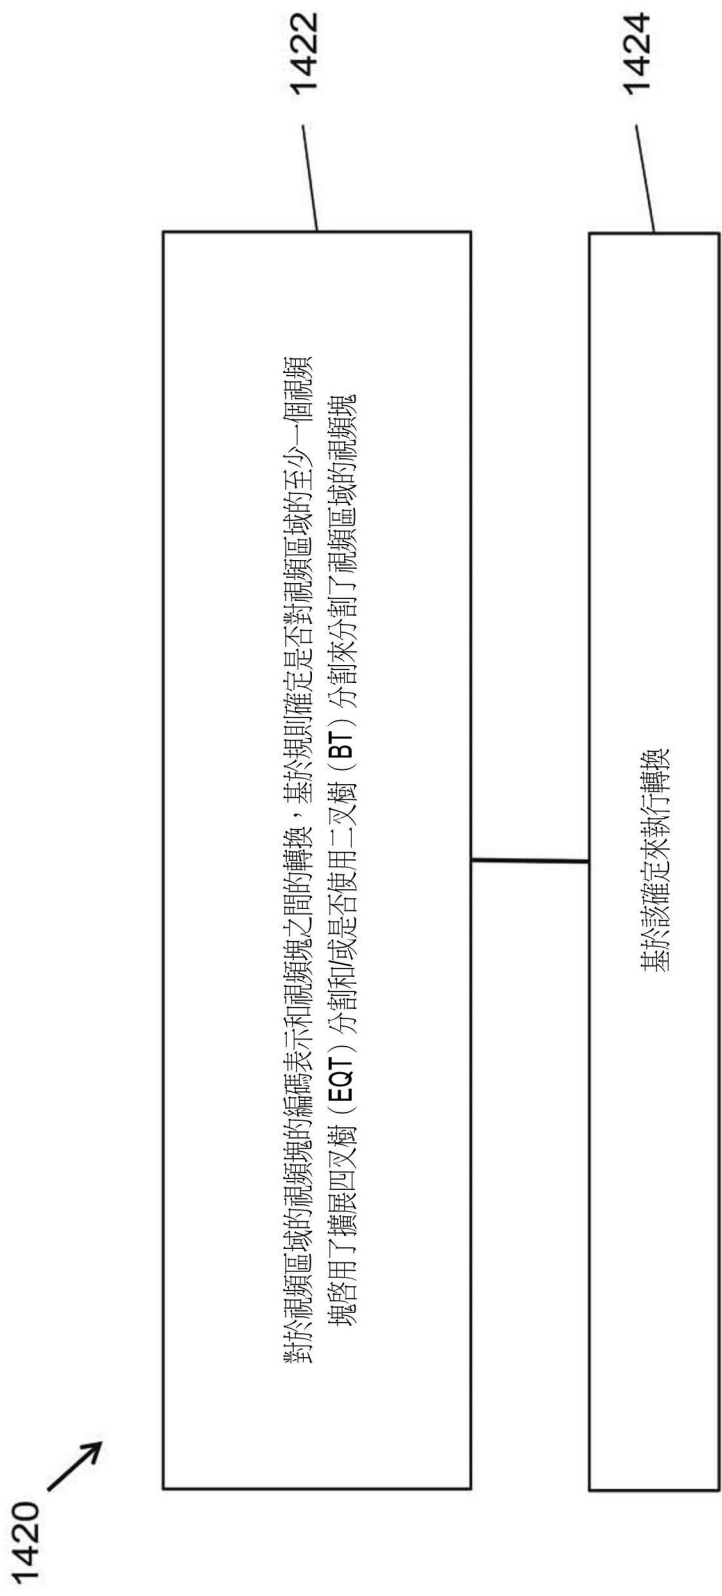 1420
1422
對於視頻區域的視頻塊的編碼表示和視頻塊之間的轉換，基於規則確定是否對視頻區域的至少一個視頻
塊啓用了擴展四叉樹（EQT）分割和/或是否使用二叉樹（BT）分割來分割了視頻區域的視頻塊
1424
基於該確定來執行轉換